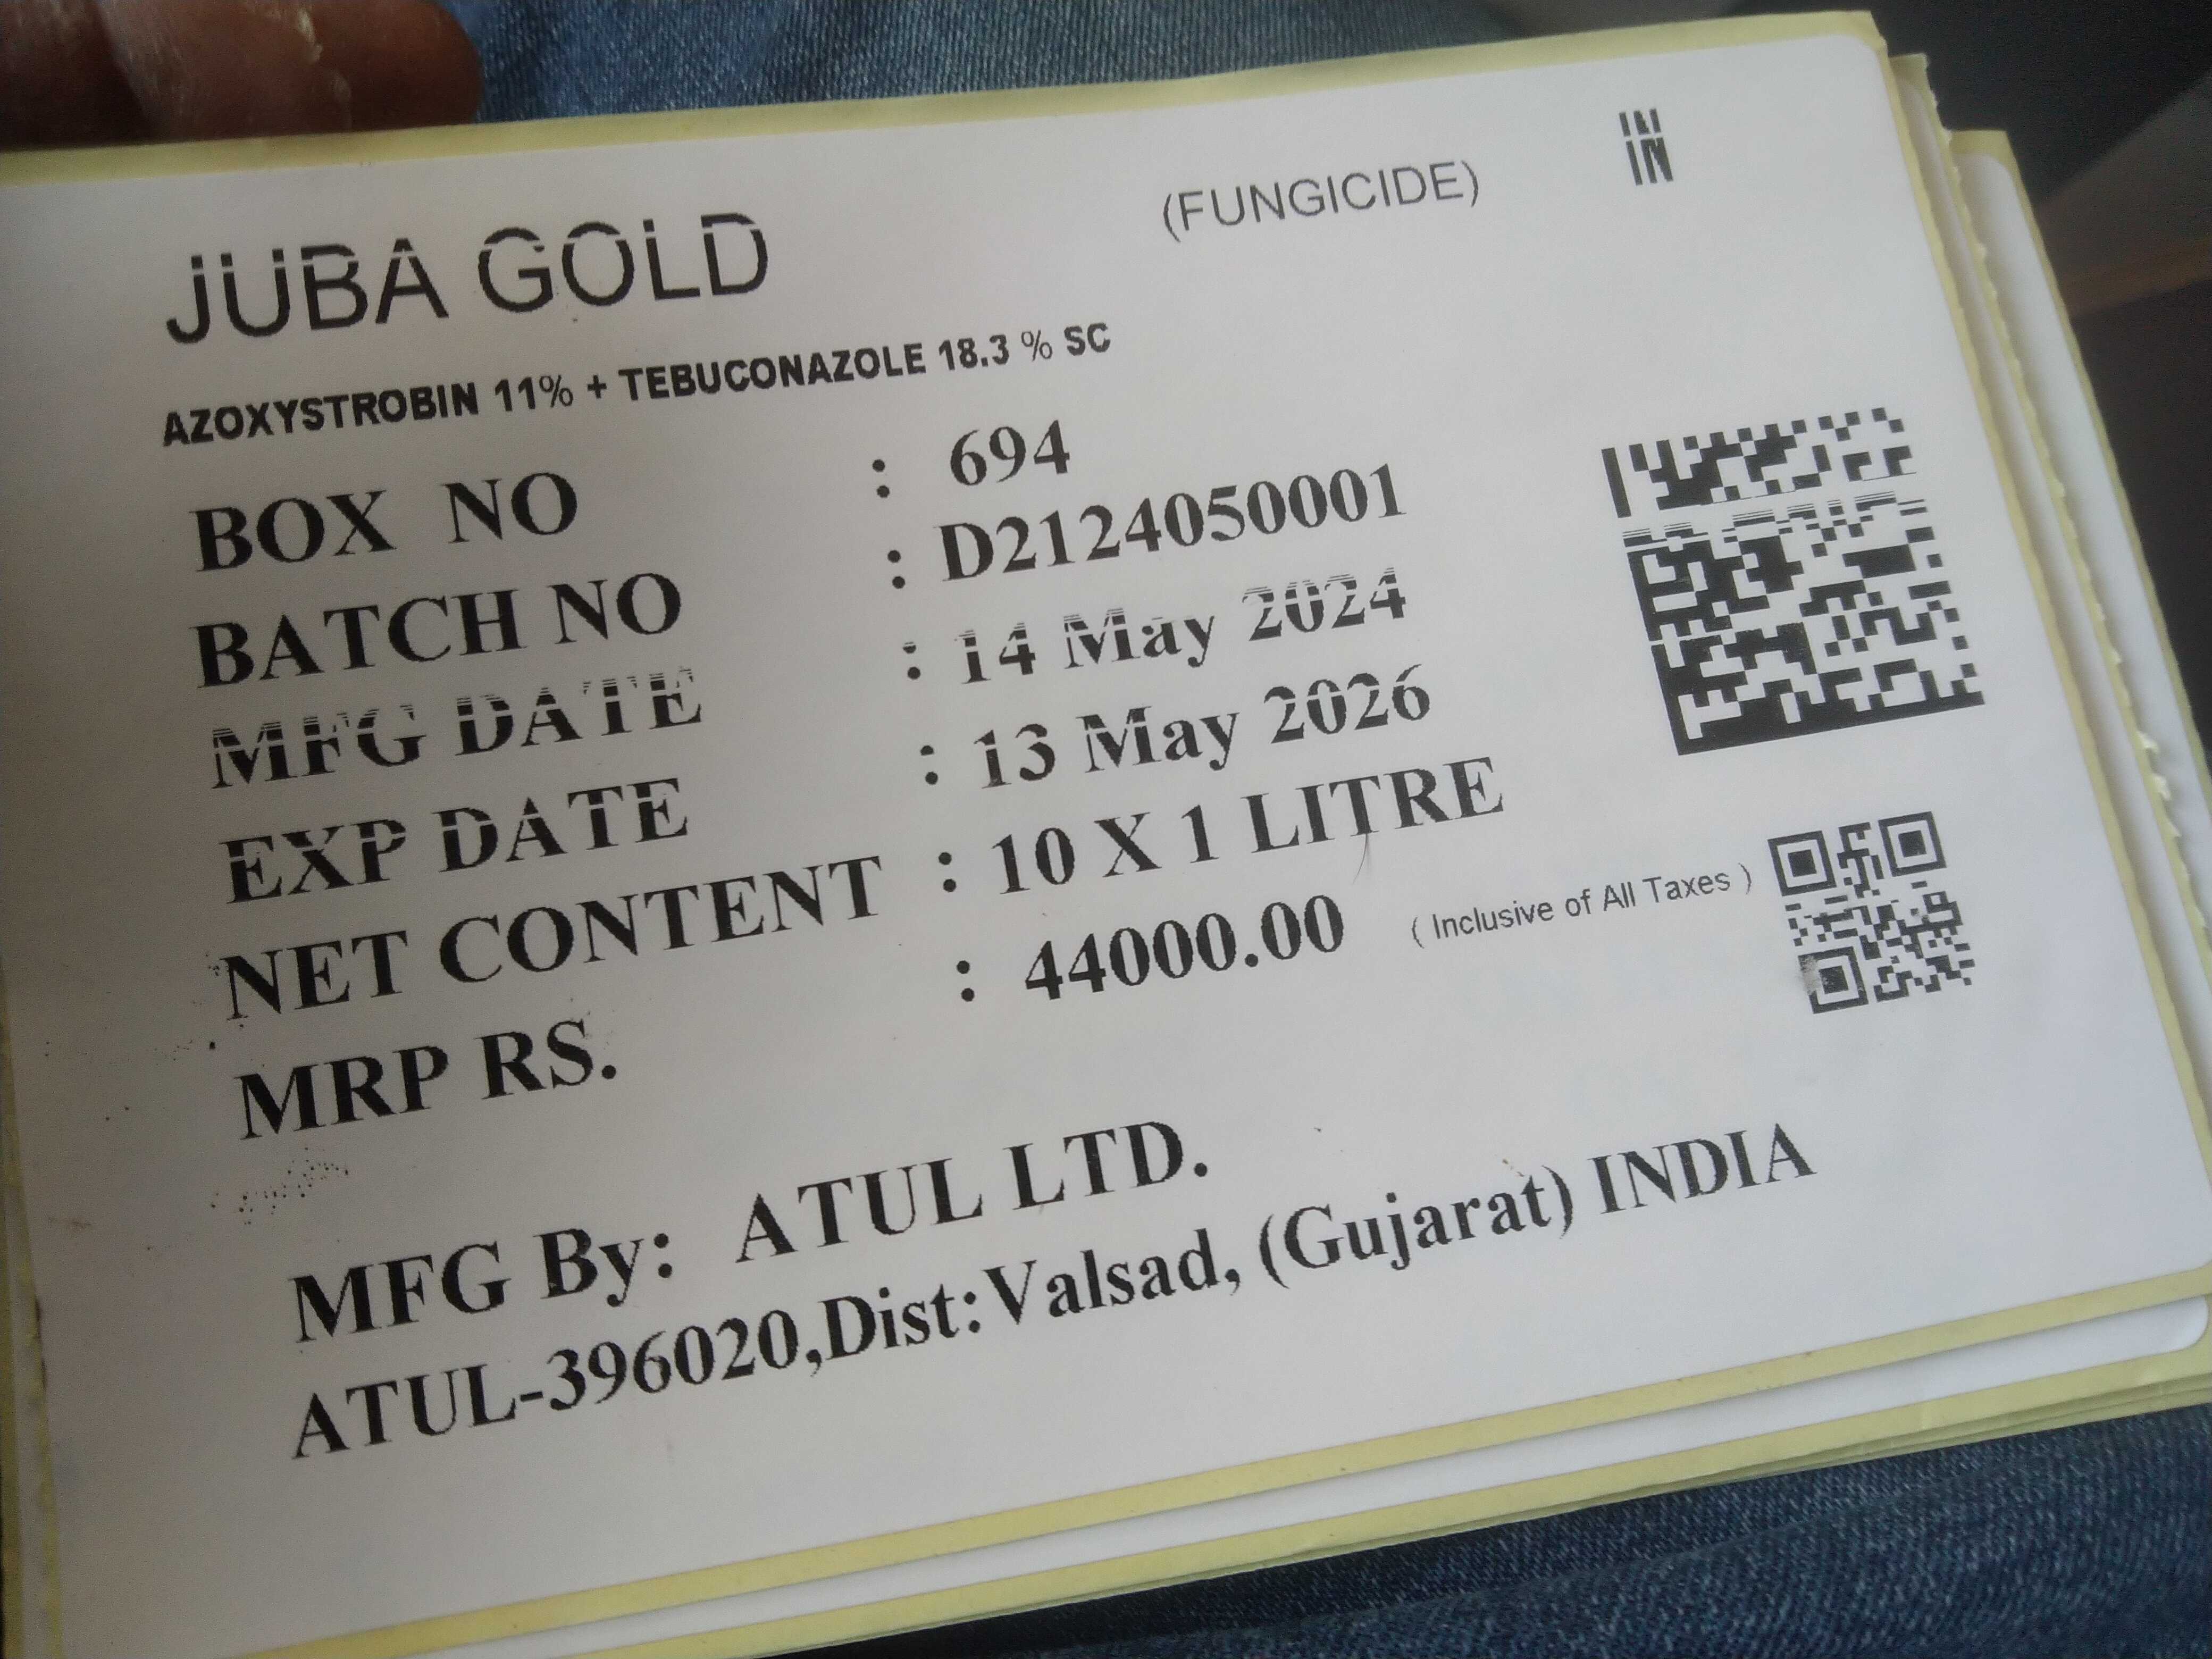 JUBA GOLD (FUNGICIDE) IN
AZOXYSTROBIN 11% + TEBUCONAZOLE 18.3 % SC
BOX NO : 694
BATCH NO : D2124050001
MFG DATE : 14 May 2024
EXP DATE : 13 May 2026
NET CONTENT : 10 X 1 LITRE
MRP RS. : 44000.00 ( Inclusive of All Taxes )
MFG By: ATUL LTD.
ATUL-396020,Dist:Valsad, (Gujarat) INDIA